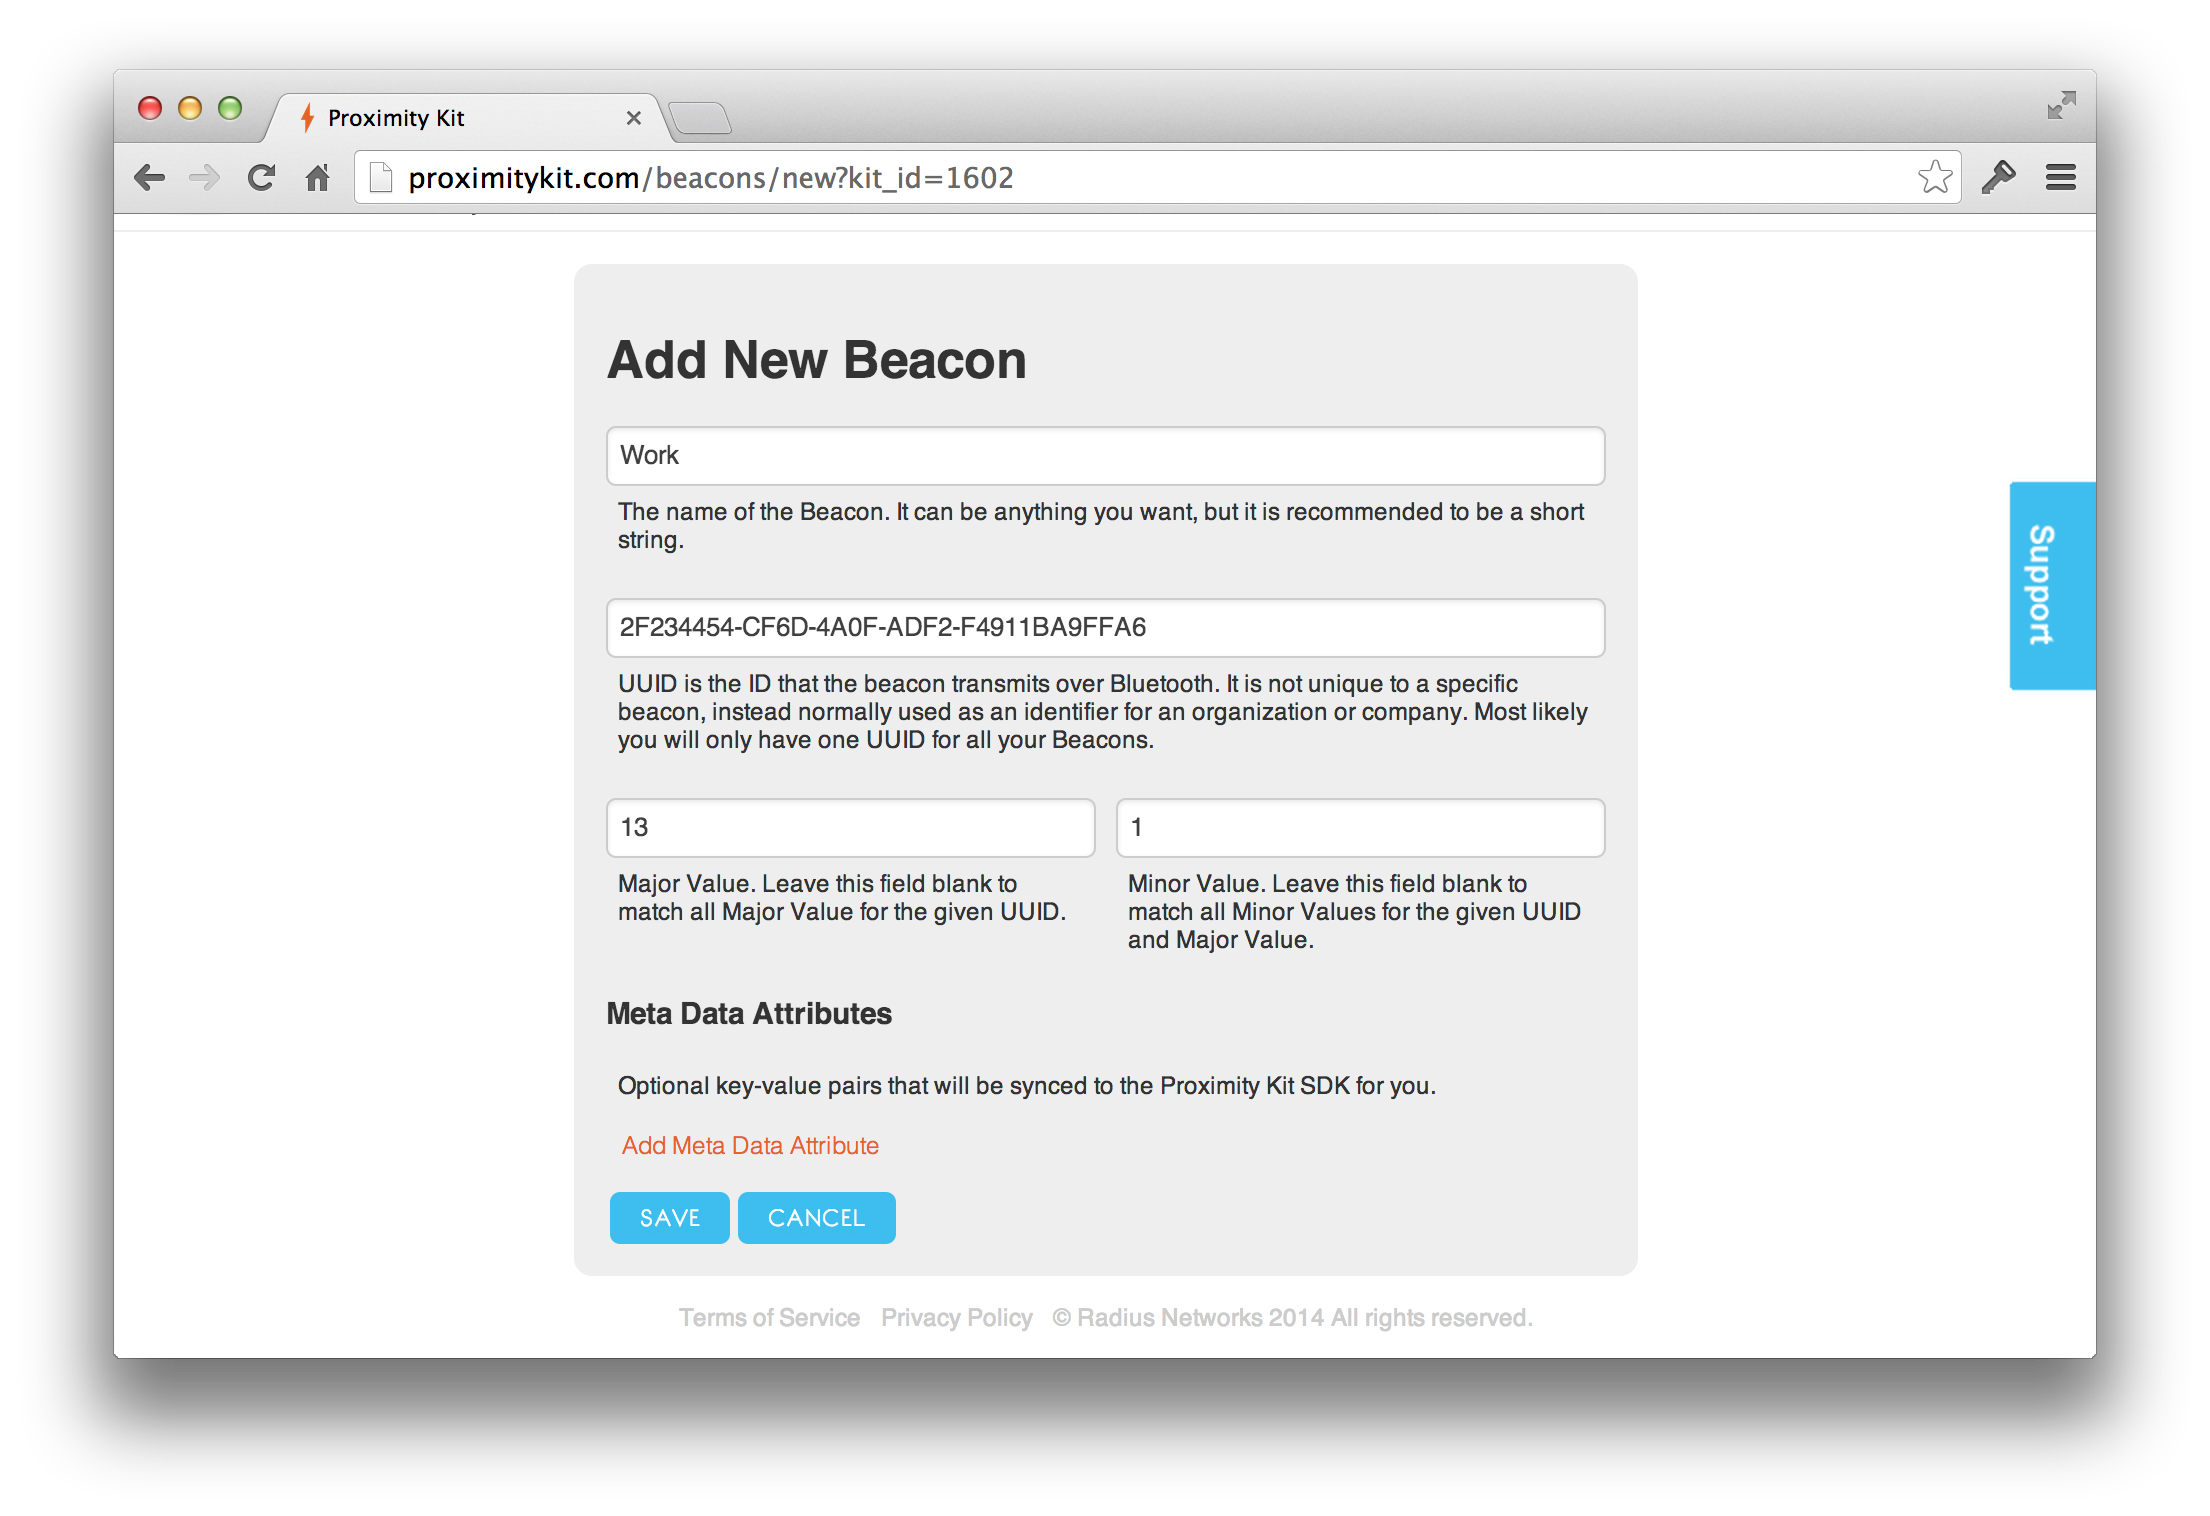 Proximity Kit
proximitykit.com/beacons/new?kit_id=1602
Add New Beacon
Work
The name of the Beacon. It can be anything you want, but it is recommended to be a short
string.
2F234454-CF6D-4A0F-ADF2-F4911BA9FFA6
UUID is the ID that the beacon transmits over Bluetooth. It is not unique to a specific
beacon, instead normally used as an identifier for an organization or company. Most likely
you will only have one UUID for all your Beacons.
13
Major Value. Leave this field blank to
match all Major Value for the given UUID.
1
Minor Value. Leave this field blank to
match all Minor Values for the given UUID
and Major Value.
Meta Data Attributes
Optional key-value pairs that will be synced to the Proximity Kit SDK for you.
Add Meta Data Attribute
SAVE CANCEL
Support
Terms of Service Privacy Policy © Radius Networks 2014 All rights reserved.